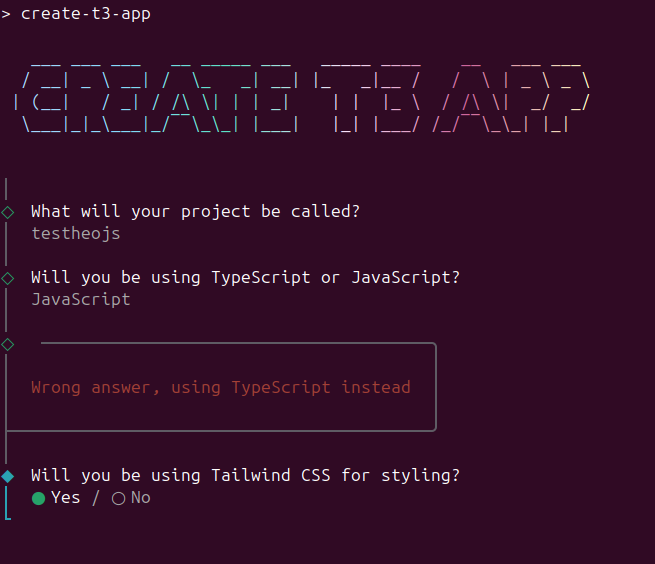 > create-t3-app
CREATE T3 APP
What will your project be called?
testheojs
Will you be using TypeScript or JavaScript?
JavaScript
Wrong answer, using TypeScript instead
Will you be using Tailwind CSS for styling?
Yes / No